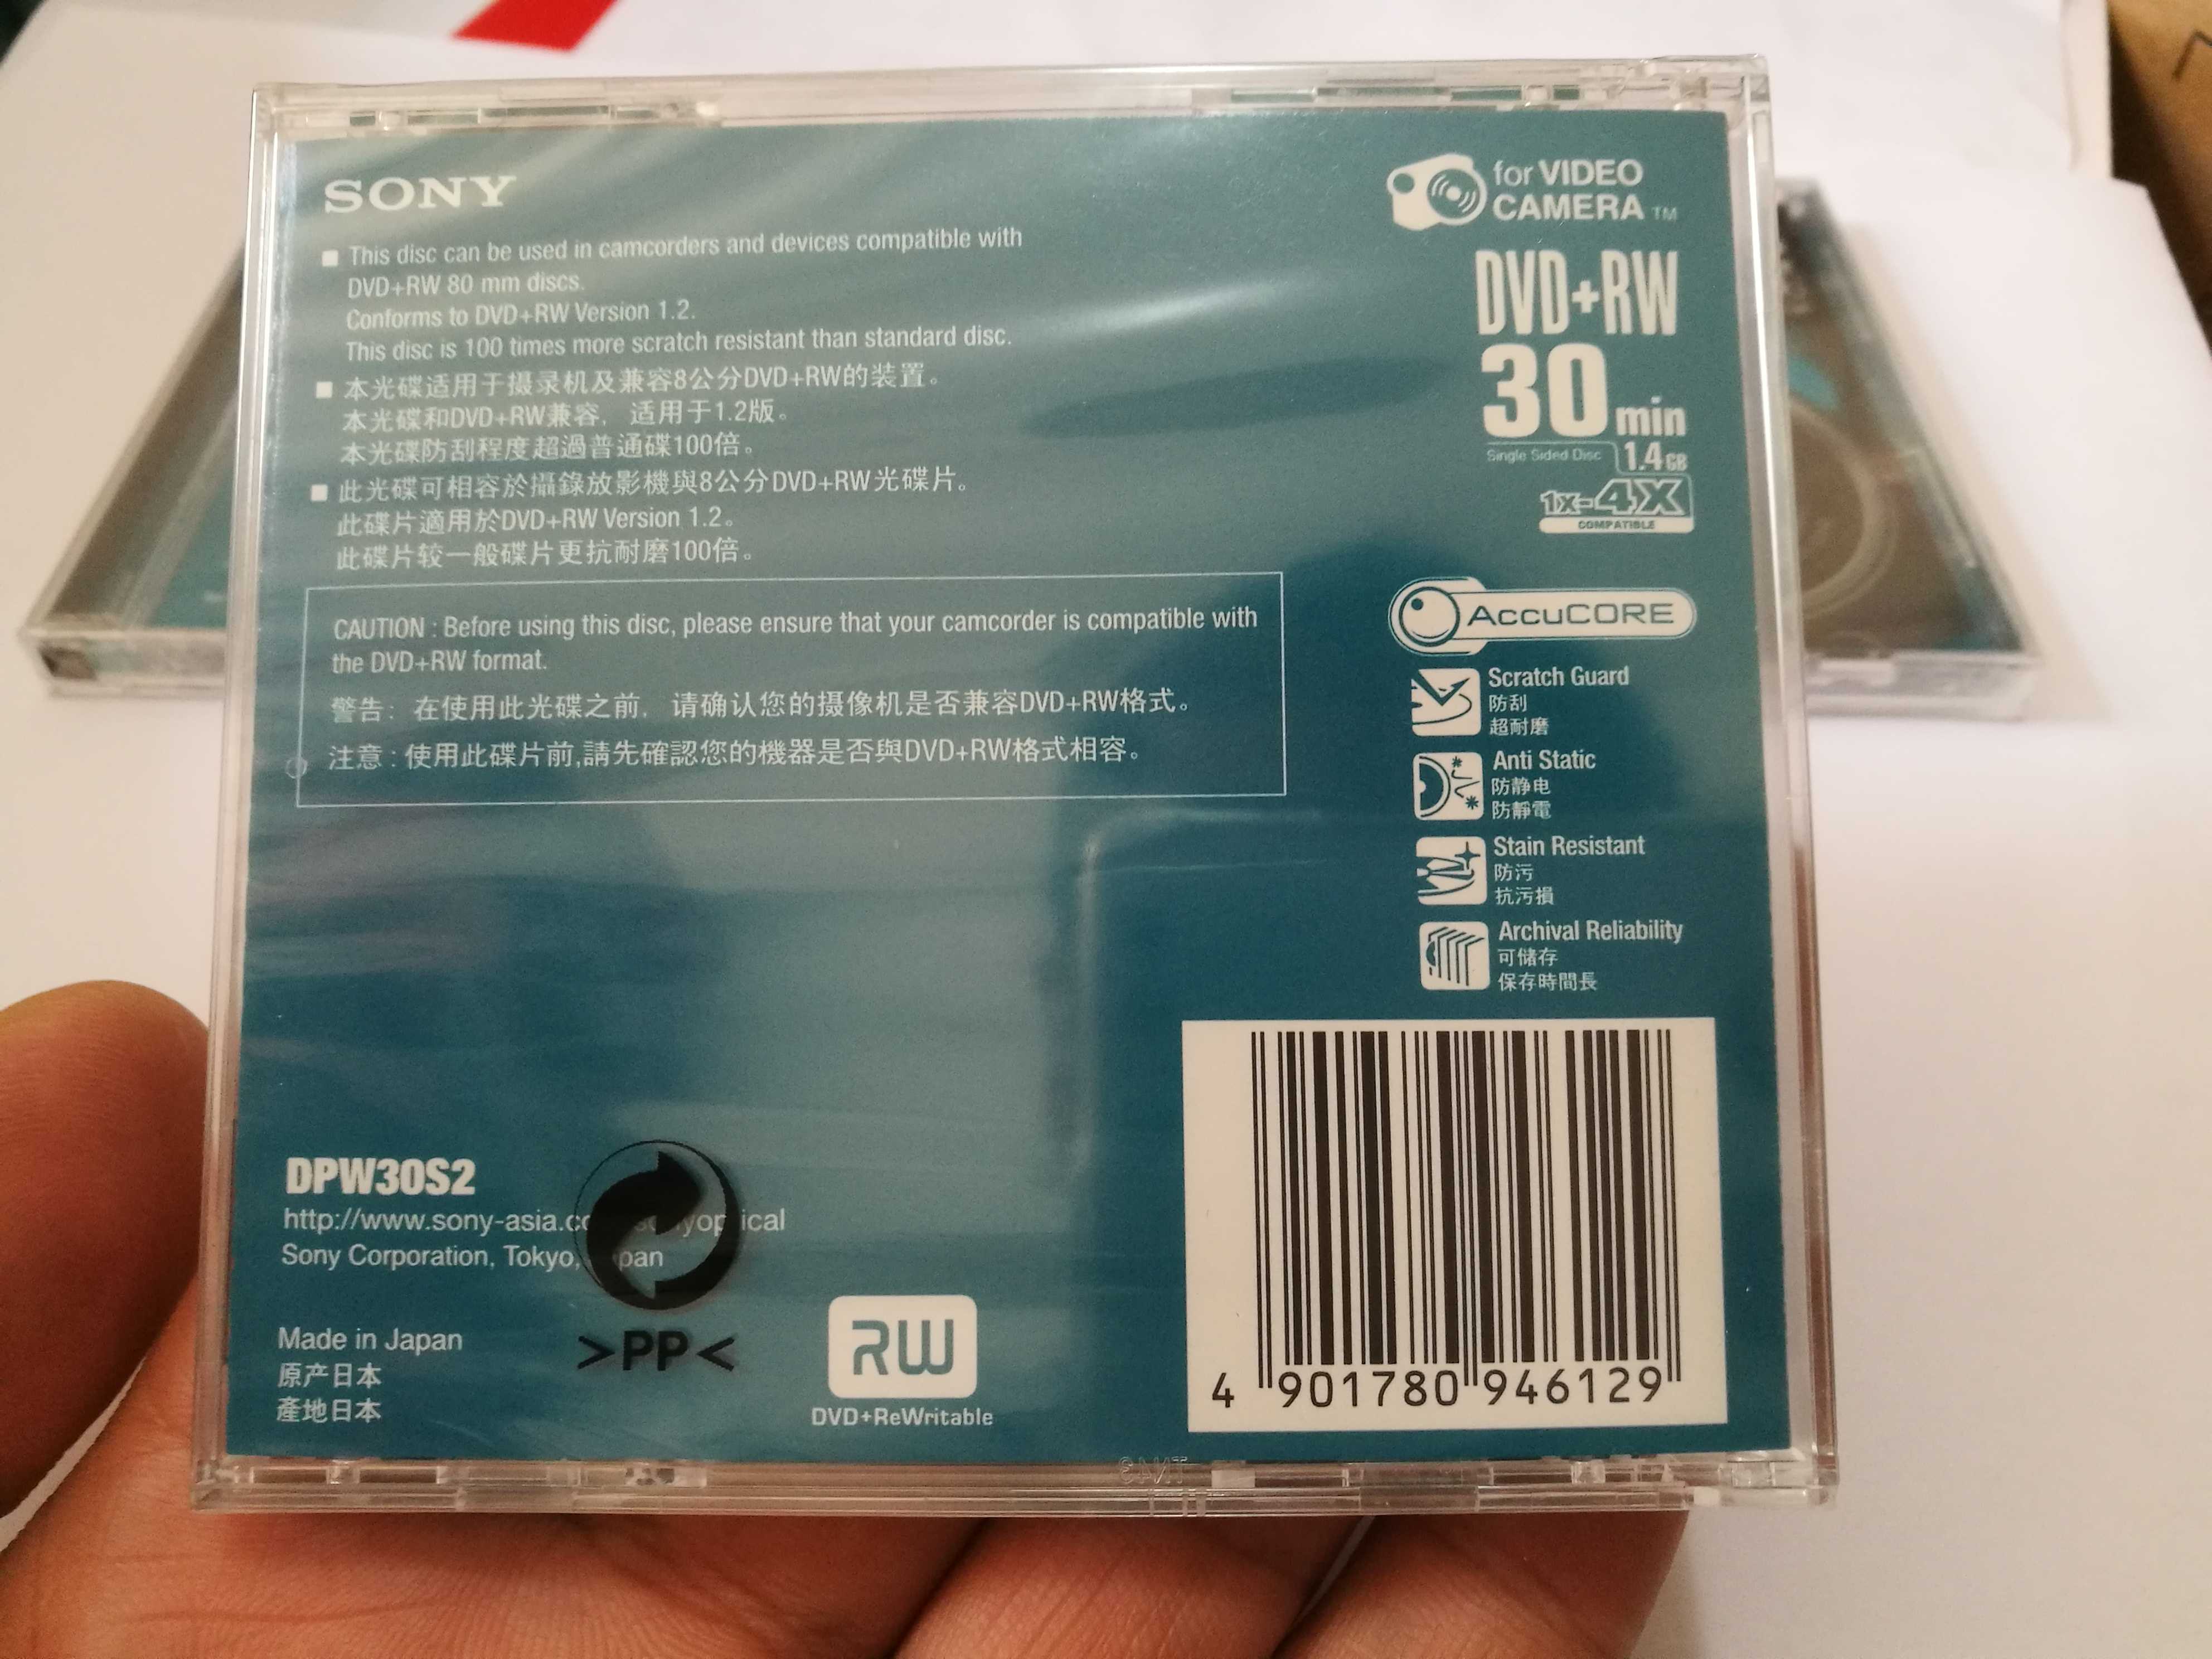 SONY
■ This disc can be used in camcorders and devices compatible with
DVD+RW 80 mm discs.
Conforms to DVD+RW Version 1.2.
This disc is 100 times more scratch resistant than standard disc.
■ 本光碟适用于摄录机及兼容8公分DVD+RW的装置。
本光碟和DVD+RW兼容，适用于1.2版。
本光碟防刮程度超過普通碟100倍。
■ 此光碟可相容於攝錄放影機與8公分DVD+RW光碟片。
此碟片適用於DVD+RW Version 1.2。
此碟片较一般碟片更抗耐磨100倍。
CAUTION : Before using this disc, please ensure that your camcorder is compatible with
the DVD+RW format.
警告：在使用此光碟之前，请确认您的摄像机是否兼容DVD+RW格式。
注意 : 使用此碟片前,請先確認您的機器是否與DVD+RW格式相容。
for VIDEO
CAMERA TM
DVD+RW
30 min
Single Sided Disc 1.4 GB
1x-4x
COMPATIBLE
AccuCORE
Scratch Guard
防刮
超耐磨
Anti Static
防静电
防靜電
Stain Resistant
防污
抗污損
Archival Reliability
可储存
保存時間長
DPW30S2
http://www.sony-asia.co
ical
Sony Corporation, Tokyo,
Made in Japan
原产日本
產地日本
>PP<
RW
DVD+ReWritable
4 901780 946129